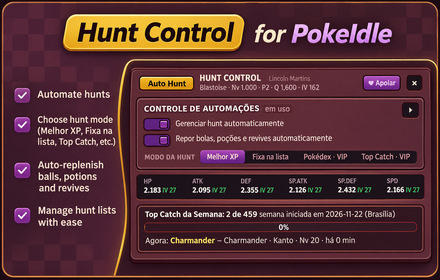 Hunt Control for PokeIdle
Automate hunts
Choose hunt mode
(Melhor XP, Fixa na
lista, Top Catch, etc.)
Auto-replenish
balls, potions
and revives
Manage hunt lists
with ease
Auto Hunt
HUNT CONTROL Lincoln Martins
Blastoise · Nv 1.000 · P2 · Q 1,600 · IV 162
♥ Apoiar
×
CONTROLE DE AUTOMAÇÕES em uso
Gerenciar hunt automaticamente
Repor bolas, poções e revives automaticamente
MODO DA HUNT Melhor XP Fixa na lista Pokédex · VIP Top Catch · VIP
HP ATK DEF SP.ATK SP.DEF SPD
2.183 IV 27 2.095 IV 27 2.355 IV 27 2.126 IV 27 2.432 IV 27 2.166 IV 27
Top Catch da Semana: 2 de 459 semana iniciada em 2026-11-22 (Brasília)
0%
Agora: Charmander — Charmander · Kanto · Nv 20 · há 0 min